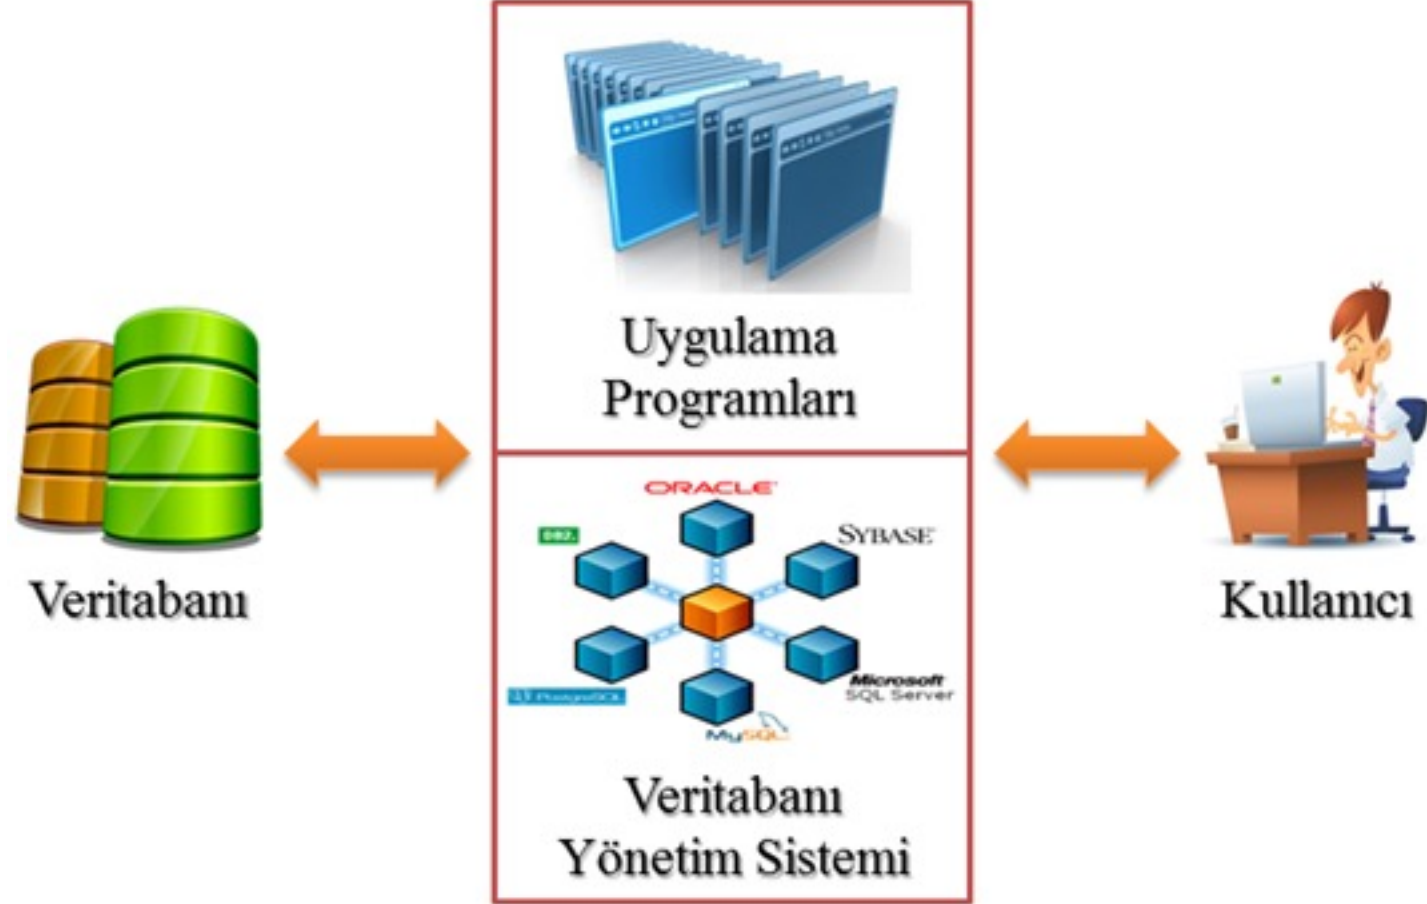 Uygulama
Programları
Veritabanı
Kullanıcı
ORACLE
DB2.
SYBASE
PostgreSQL
Microsoft
SQL Server
MySQL
Veritabanı
Yönetim Sistemi